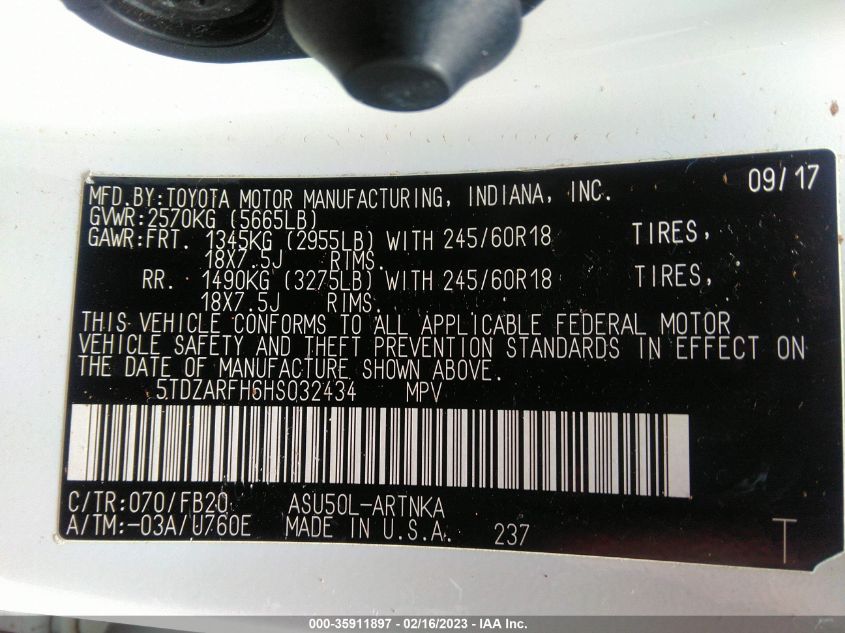 09/17
MFD.BY:TOYOTA MOTOR MANUFACTURING, INDIANA, INC.
GVWR:2570KG (5665LB)
GAWR:FRT. 1345KG (2955LB) WITH 245/60R18 TIRES,
18X7.5J RIMS.
RR. 1490KG (3275LB) WITH 245/60R18 TIRES,
18X7.5J RIMS.
THIS VEHICLE CONFORMS TO ALL APPLICABLE FEDERAL MOTOR
VEHICLE SAFETY AND THEFT PREVENTION STANDARDS IN EFFECT ON
THE DATE OF MANUFACTURE SHOWN ABOVE.
5TDZARFH6HS032434 MPV
C/TR:070/FB20 ASU50L-ARTNKA
A/TM:-03A/U760E MADE IN U.S.A. 237
T
000-35911897 - 02/16/2023 - IAA Inc.